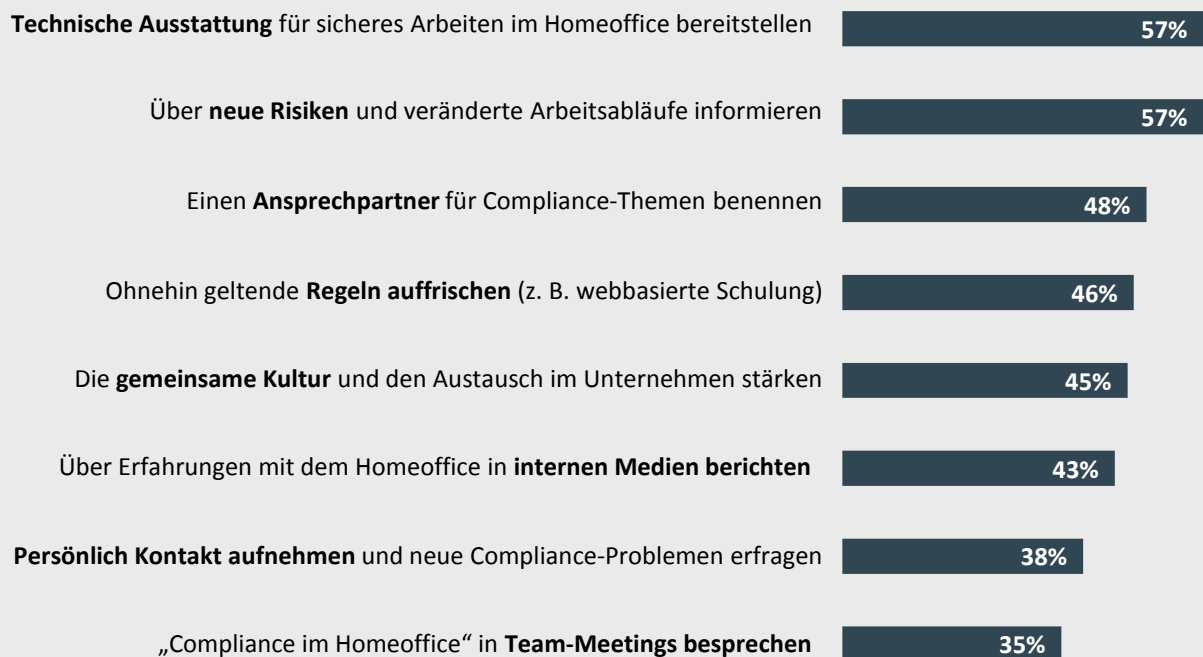 Technische Ausstattung für sicheres Arbeiten im Homeoffice bereitstellen 57%
Über neue Risiken und veränderte Arbeitsabläufe informieren 57%
Einen Ansprechpartner für Compliance-Themen benennen 48%
Ohnehin geltende Regeln auffrischen (z. B. webbasierte Schulung) 46%
Die gemeinsame Kultur und den Austausch im Unternehmen stärken 45%
Über Erfahrungen mit dem Homeoffice in internen Medien berichten 43%
Persönlich Kontakt aufnehmen und neue Compliance-Problemen erfragen 38%
„Compliance im Homeoffice“ in Team-Meetings besprechen 35%